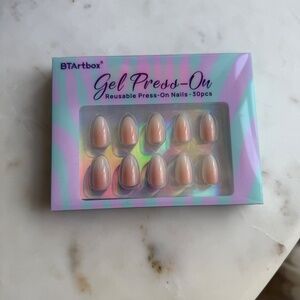 BTArtbox®
Gel Press-On
Reusable Press-On Nails - 30pcs